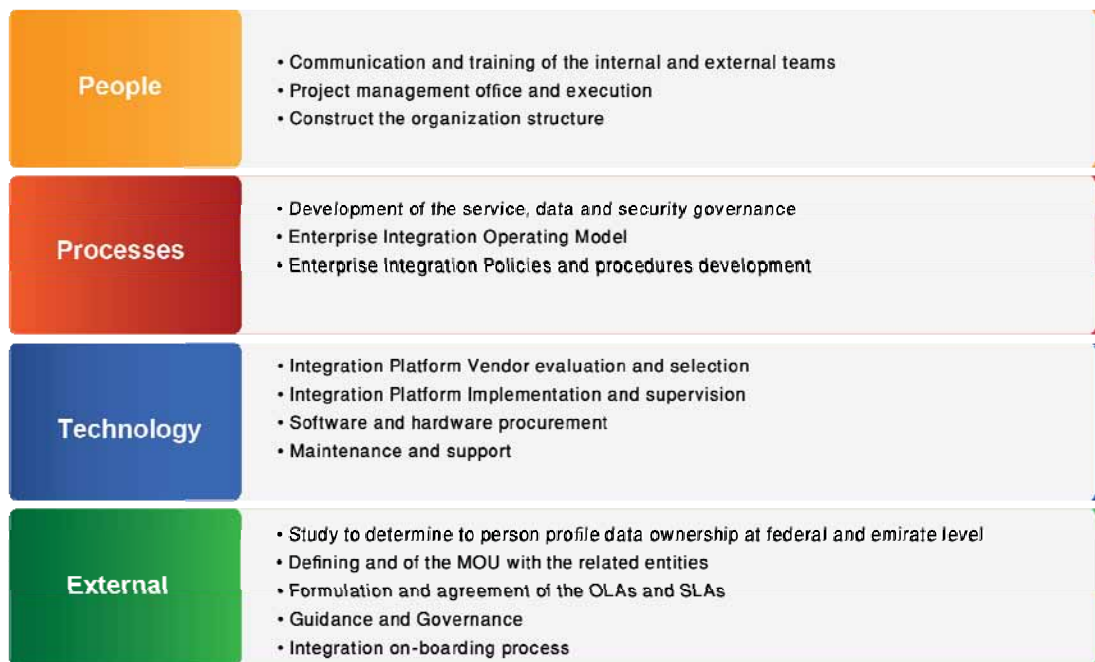 People
• Communication and training of the internal and external teams
• Project management office and execution
• Construct the organization structure
Processes
• Development of the service, data and security governance
• Enterprise Integration Operating Model
• Enterprise Integration Policies and procedures development
Technology
• Integration Platform Vendor evaluation and selection
• Integration Platform Implementation and supervision
• Software and hardware procurement
• Maintenance and support
External
• Study to determine to person profile data ownership at federal and emirate level
• Defining and of the MOU with the related entities
• Formulation and agreement of the OLAs and SLAs
• Guidance and Governance
• Integration on-boarding process